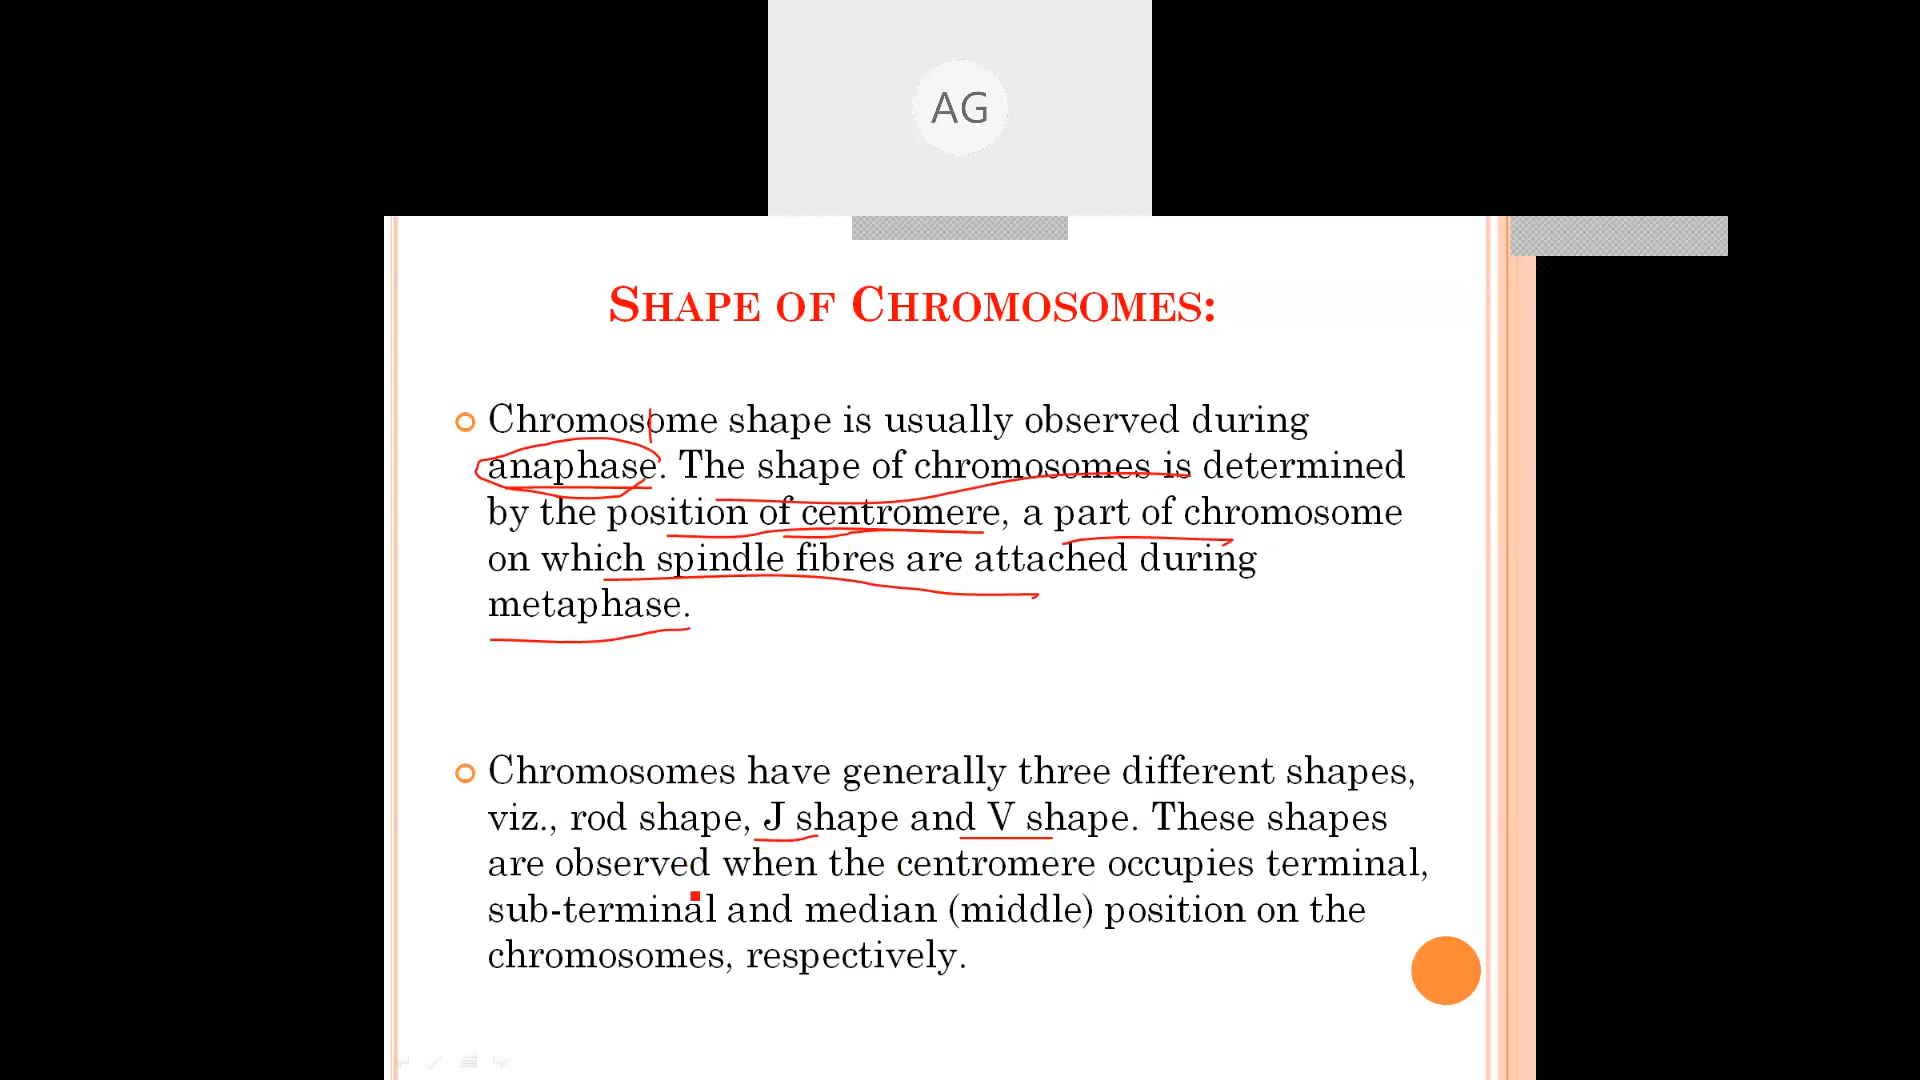 AG
SHAPE OF CHROMOSOMES:
Chromosome shape is usually observed during
anaphase. The shape of chromosomes is determined
by the position of centromere, a part of chromosome
on which spindle fibres are attached during
metaphase.
Chromosomes have generally three different shapes,
viz., rod shape, J shape and V shape. These shapes
are observed when the centromere occupies terminal,
sub-terminal and median (middle) position on the
chromosomes, respectively.